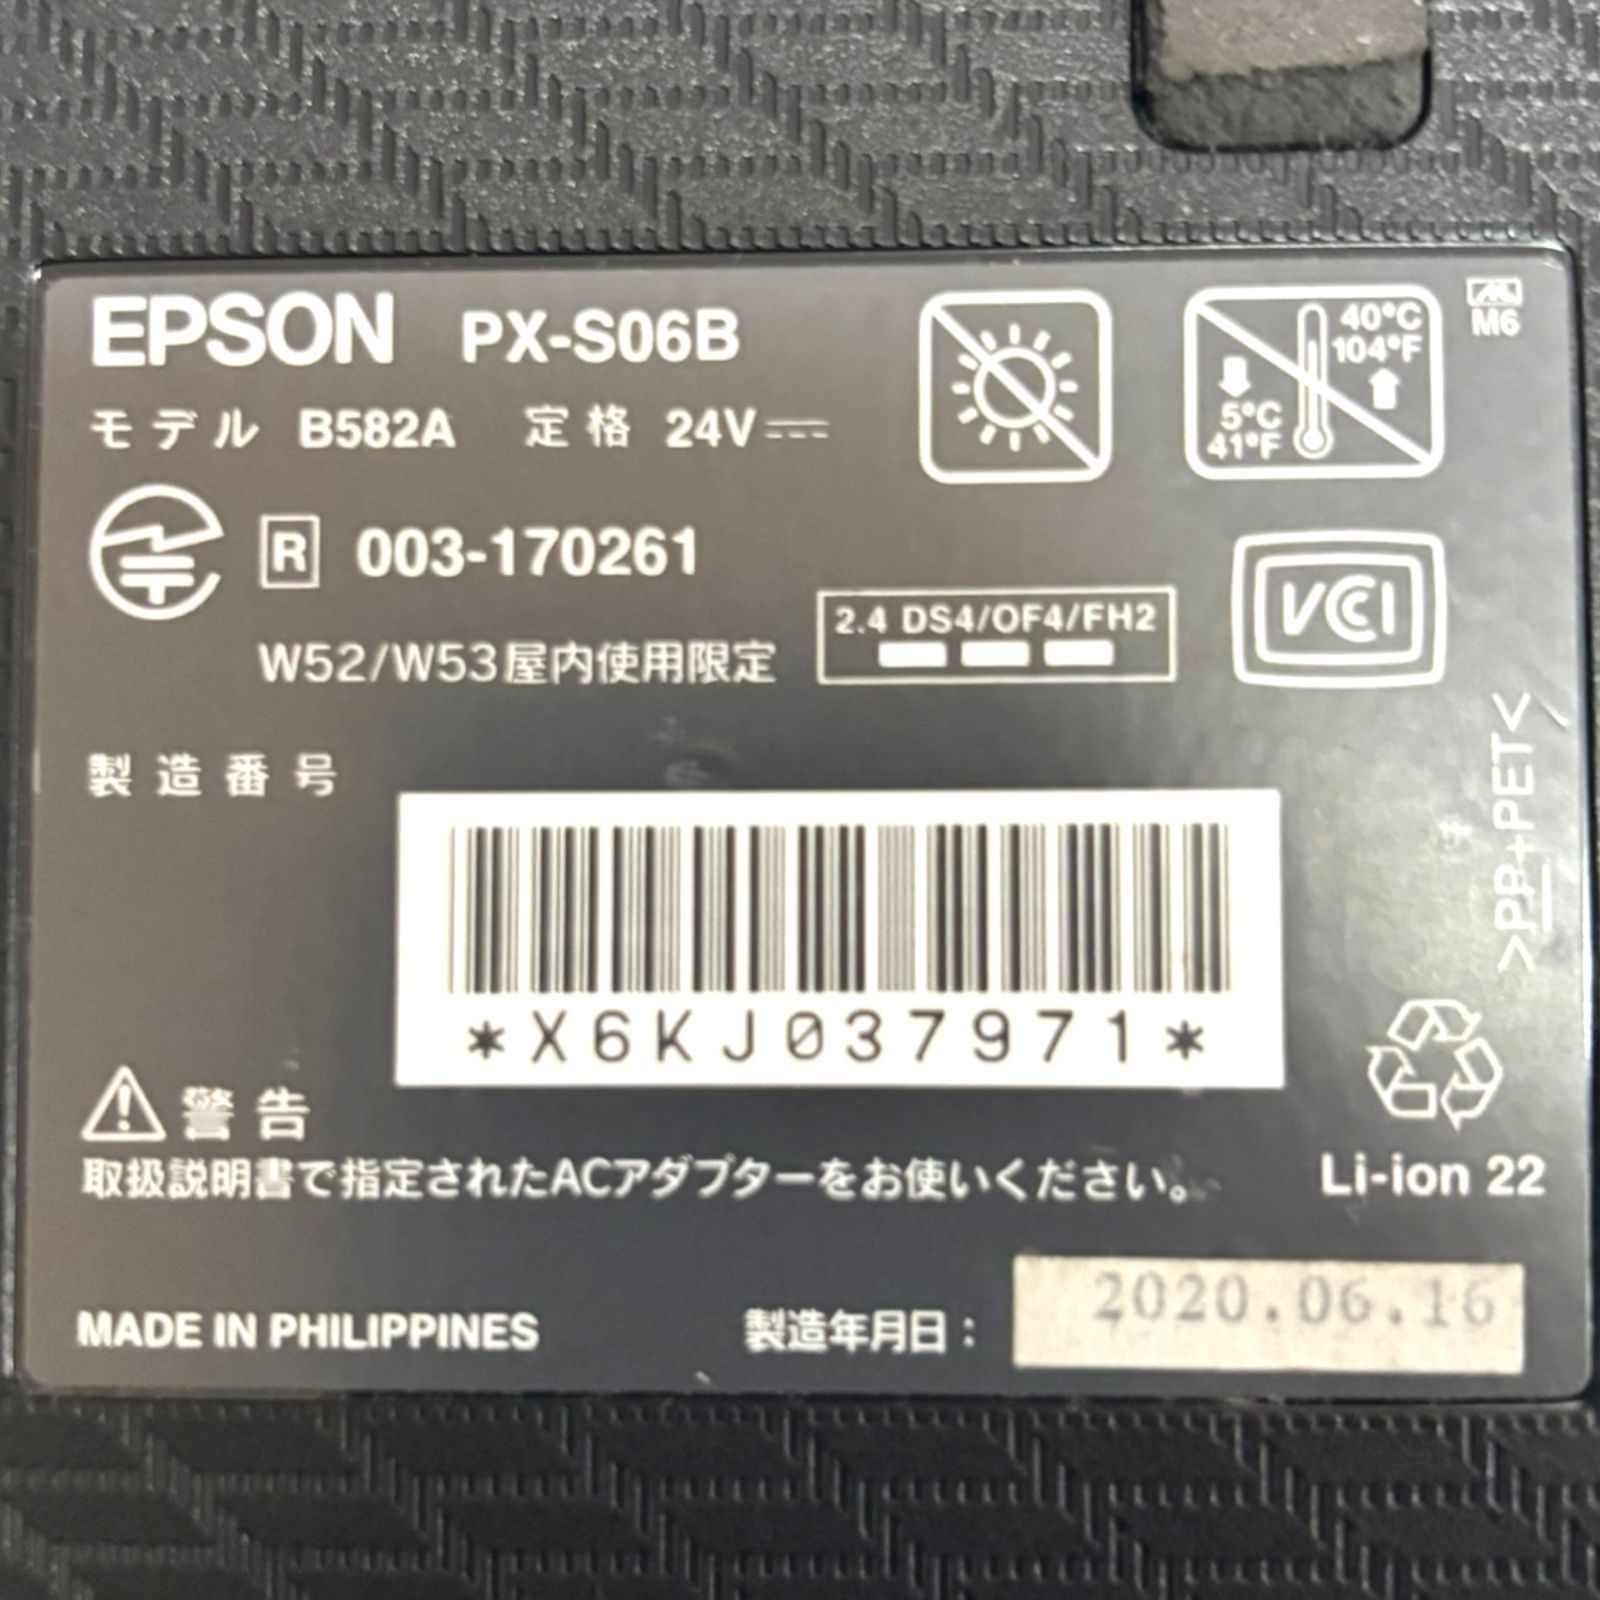 EPSON PX-S06B
モデル B582A 定格 24V⎓
40°C
104°F
5°C
41°F
M6
R 003-170261
W52/W53屋内使用限定
2.4 DS4/OF4/FH2
VCCI
製造番号
*X6KJ037971*
>PP+PET<
⚠警告
取扱説明書で指定されたACアダプターをお使いください。
Li-ion 22
MADE IN PHILIPPINES
製造年月日：
2020.06.16